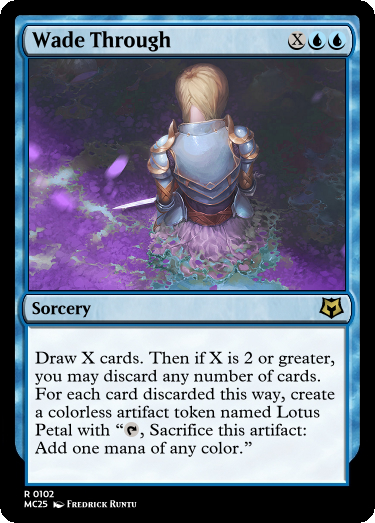 Wade Through X
Sorcery
Draw X cards. Then if X is 2 or greater,
you may discard any number of cards.
For each card discarded this way, create
a colorless artifact token named Lotus
Petal with “, Sacrifice this artifact:
Add one mana of any color.”
R 0102
MC25 Fredrick Runtu